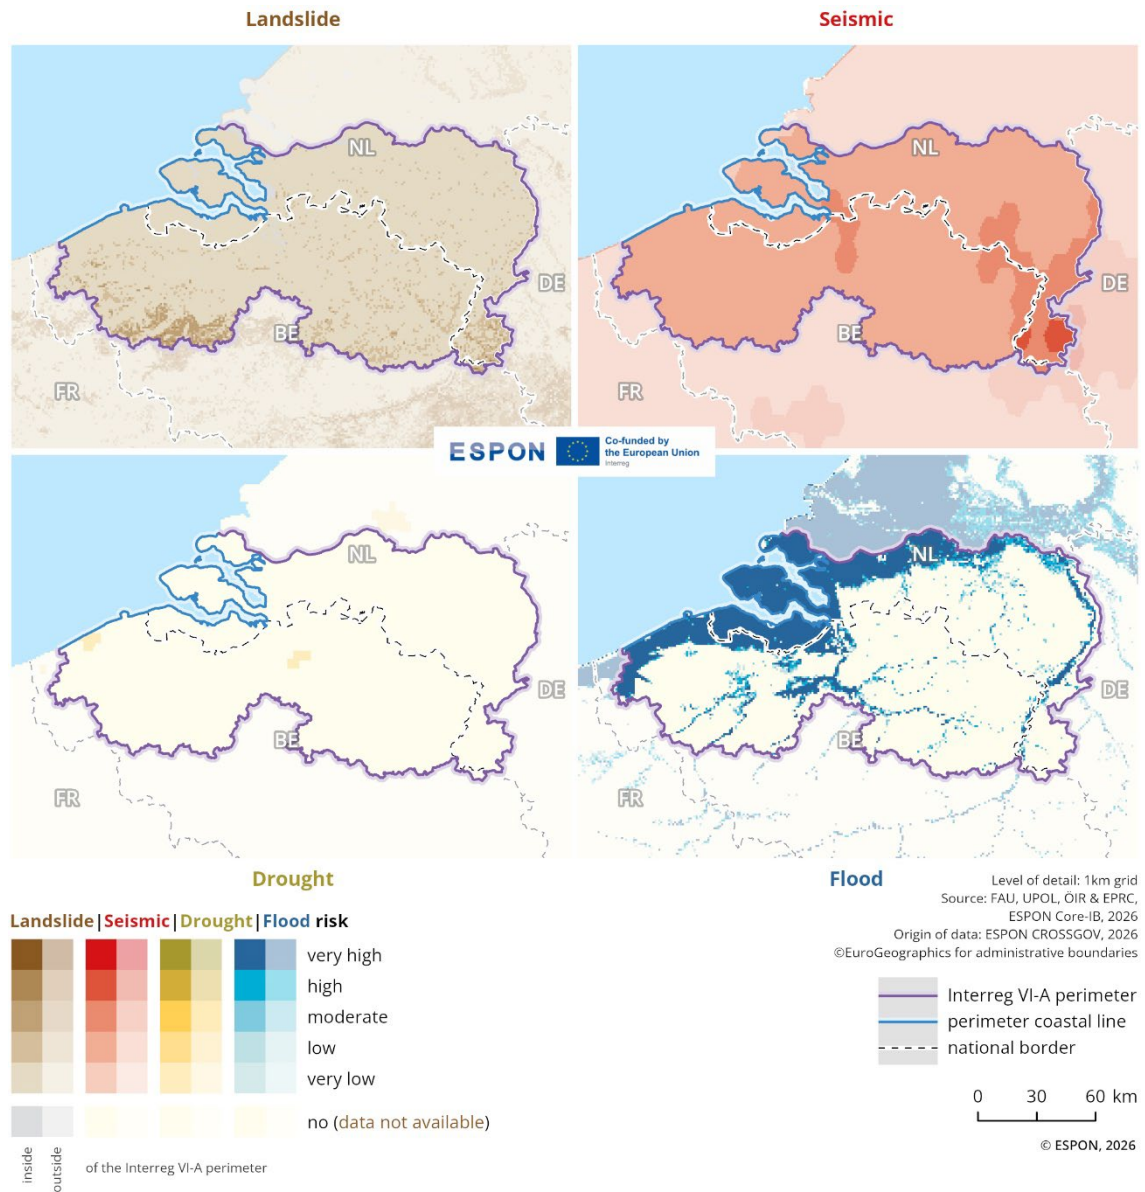 Landslide
Seismic
NL
DE
BE
FR
NL
DE
BE
FR
ESPON
Co-funded by
the European Union
Interreg
NL
DE
BE
FR
NL
DE
BE
FR
Drought
Flood
Level of detail: 1km grid
Source: FAU, UPOL, ÖIR & EPRC,
ESPON Core-IB, 2026
Origin of data: ESPON CROSSGOV, 2026
©EuroGeographics for administrative boundaries
Landslide|Seismic|Drought|Flood risk
very high
high
moderate
low
very low
no (data not available)
inside
outside
of the Interreg VI-A perimeter
Interreg VI-A perimeter
perimeter coastal line
national border
0 30 60 km
© ESPON, 2026